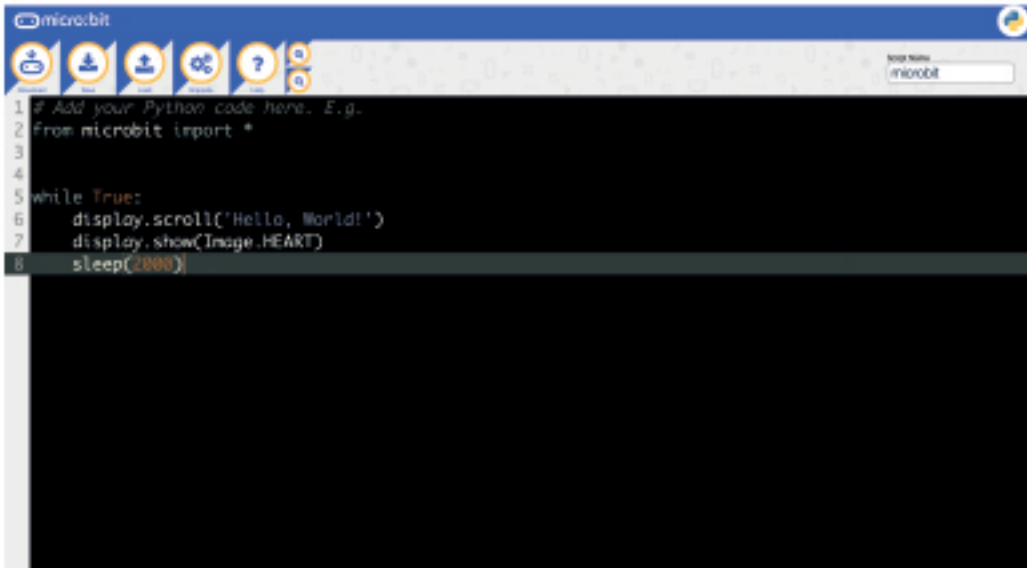 micro:bit
?
Script Name
microbit
1 # Add your Python code here. E.g.
2 from microbit import *
3
4
5 while True:
6     display.scroll('Hello, World!')
7     display.show(Image.HEART)
8     sleep(2000)